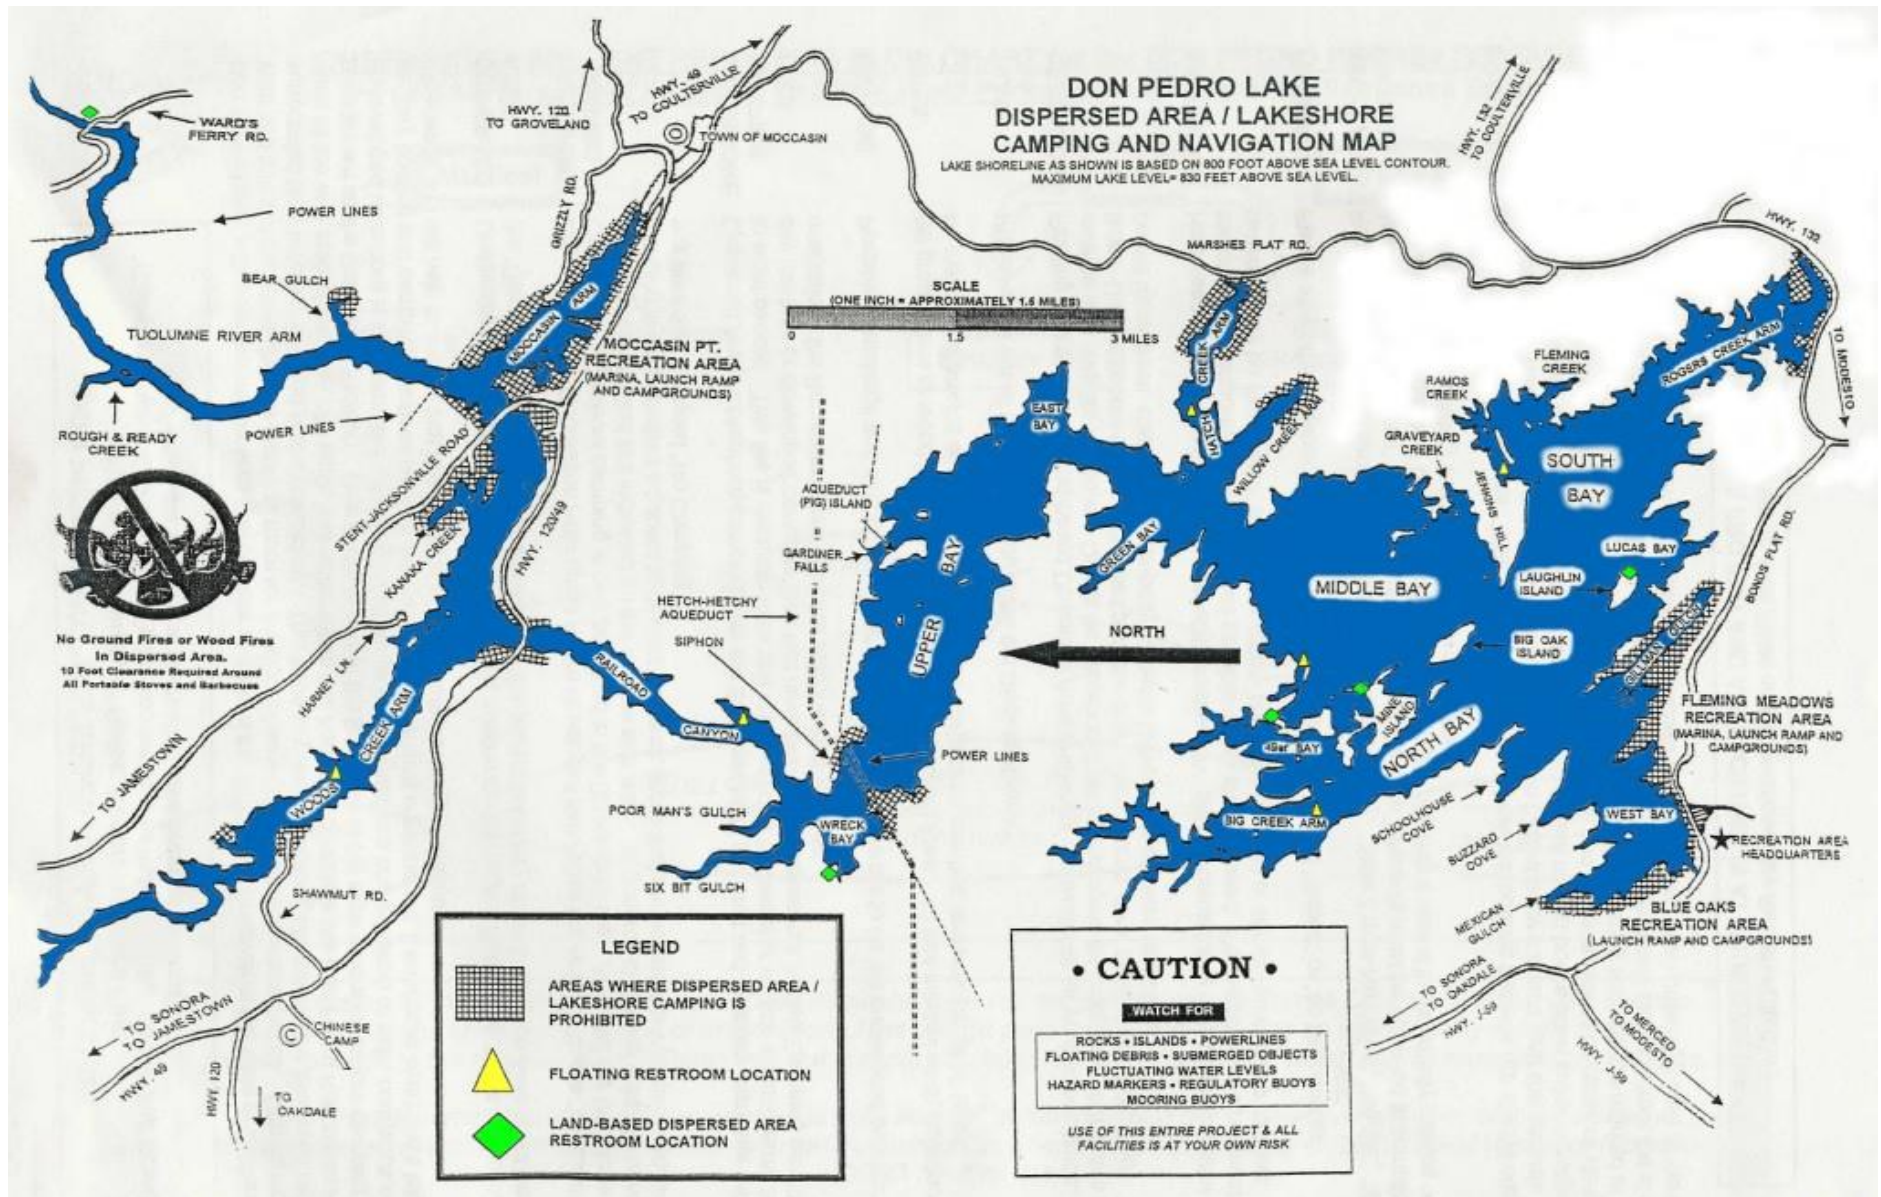 DON PEDRO LAKE
DISPERSED AREA / LAKESHORE
CAMPING AND NAVIGATION MAP
LAKE SHORELINE AS SHOWN IS BASED ON 800 FOOT ABOVE SEA LEVEL CONTOUR.
MAXIMUM LAKE LEVEL= 830 FEET ABOVE SEA LEVEL.
HWY. 120
TO GROVELAND
HWY. 49
TO COULTERVILLE
TOWN OF MOCCASIN
HWY. 132
TO COULTERVILLE
WARD'S
FERRY RD.
POWER LINES
GRIZZLY RD.
MARSHES FLAT RD.
HWY. 132
BEAR GULCH
TUOLUMNE RIVER ARM
MOCCASIN ARM
SCALE
(ONE INCH = APPROXIMATELY 1.5 MILES)
0
1.5
3 MILES
MOCCASIN PT.
RECREATION AREA
(MARINA, LAUNCH RAMP
AND CAMPGROUNDS)
HATCH CREEK ARM
WILLOW CREEK ARM
FLEMING
CREEK
ROGERS CREEK ARM
TO MODESTO
RAMOS
CREEK
GRAVEYARD
CREEK
JENKINS HILL
SOUTH
BAY
ROUGH & READY
CREEK
POWER LINES
STENT-JACKSONVILLE ROAD
KANAKA CREEK
HWY. 120/49
EAST
BAY
AQUEDUCT
(PIG) ISLAND
GARDINER
FALLS
UPPER BAY
GREEN BAY
MIDDLE BAY
LUCAS BAY
LAUGHLIN
ISLAND
BONDS FLAT RD.
GILLMAN GULCH
BIG OAK
ISLAND
HETCH-HETCHY
AQUEDUCT
SIPHON
NORTH
No Ground Fires or Wood Fires
In Dispersed Area.
10 Foot Clearance Required Around
All Portable Stoves and Barbecues
HARNEY LN.
TO JAMESTOWN
WOODS CREEK ARM
RAILROAD CANYON
POWER LINES
MINE
ISLAND
49er BAY
NORTH BAY
FLEMING MEADOWS
RECREATION AREA
(MARINA, LAUNCH RAMP AND
CAMPGROUNDS)
POOR MAN'S GULCH
WRECK
BAY
SIX BIT GULCH
BIG CREEK ARM
SCHOOLHOUSE
COVE
BUZZARD
COVE
WEST BAY
RECREATION AREA
HEADQUARTERS
MEXICAN
GULCH
BLUE OAKS
RECREATION AREA
(LAUNCH RAMP AND CAMPGROUNDS)
SHAWMUT RD.
TO SONORA
TO JAMESTOWN
HWY. 49
HWY 120
TO
OAKDALE
C
CHINESE
CAMP
LEGEND
AREAS WHERE DISPERSED AREA /
LAKESHORE CAMPING IS
PROHIBITED
FLOATING RESTROOM LOCATION
LAND-BASED DISPERSED AREA
RESTROOM LOCATION
• CAUTION •
WATCH FOR
ROCKS • ISLANDS • POWERLINES
FLOATING DEBRIS • SUBMERGED OBJECTS
FLUCTUATING WATER LEVELS
HAZARD MARKERS • REGULATORY BUOYS
MOORING BUOYS
USE OF THIS ENTIRE PROJECT & ALL
FACILITIES IS AT YOUR OWN RISK
TO SONORA
TO OAKDALE
HWY. J-59
TO MERCED
TO MODESTO
HWY. J-59